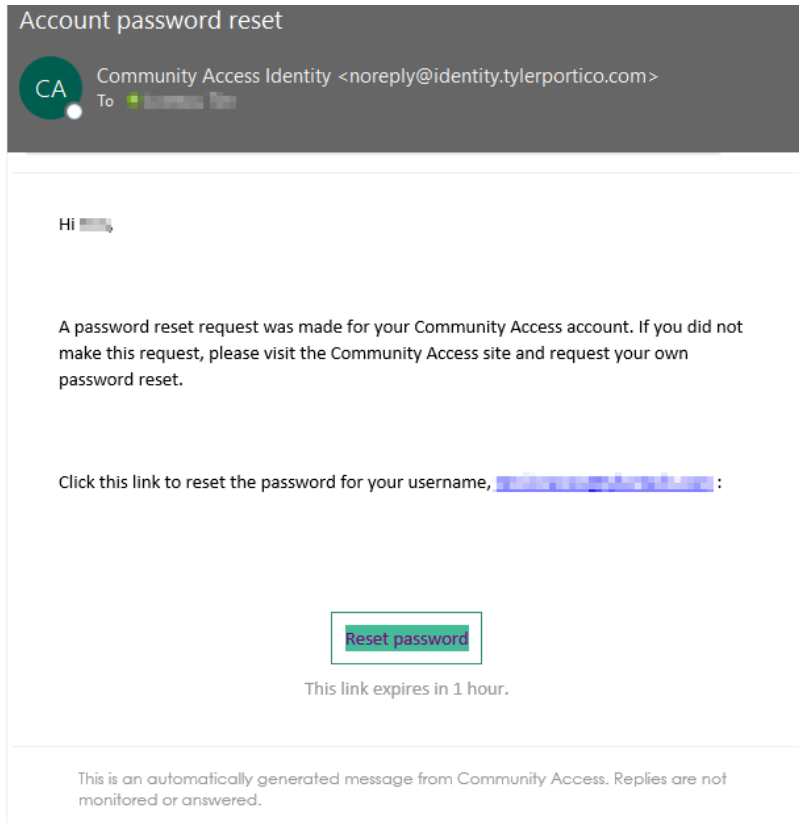 Account password reset
CA
Community Access Identity <noreply@identity.tylerportico.com>
To
Hi ,
A password reset request was made for your Community Access account. If you did not
make this request, please visit the Community Access site and request your own
password reset.
Click this link to reset the password for your username, :
Reset password
This link expires in 1 hour.
This is an automatically generated message from Community Access. Replies are not
monitored or answered.